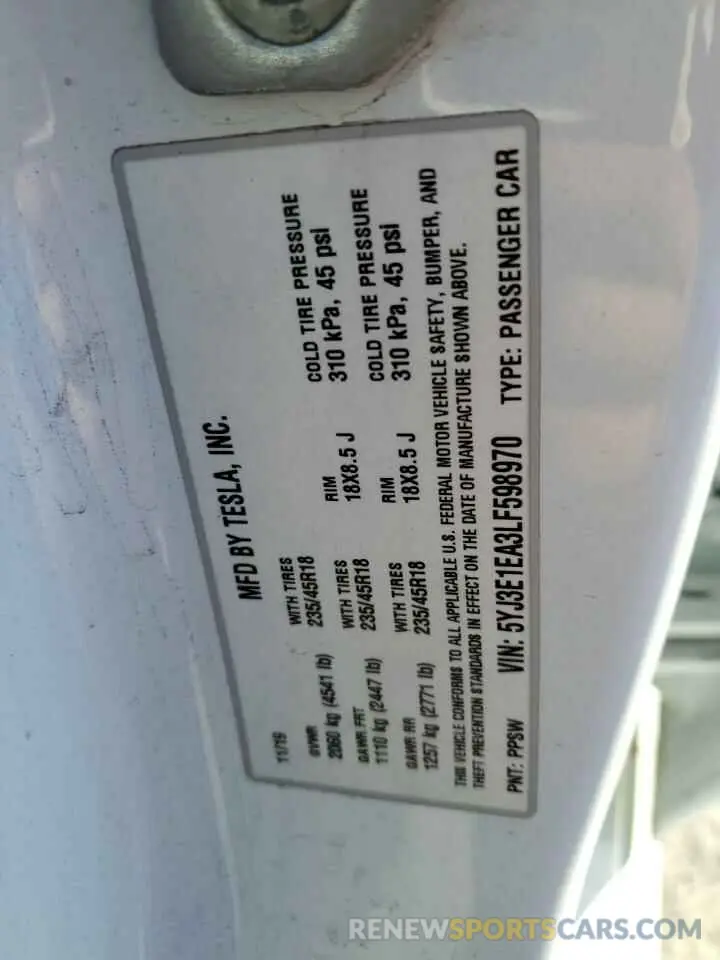 MFD BY TESLA, INC.
11/19
GVWR
2060 kg (4541 lb)
WITH TIRES
235/45R18
RIM
18X8.5 J
COLD TIRE PRESSURE
310 kPa, 45 psi
GAWR FRT
1110 kg (2447 lb)
WITH TIRES
235/45R18
RIM
18X8.5 J
COLD TIRE PRESSURE
310 kPa, 45 psi
GAWR RR
1257 kg (2771 lb)
WITH TIRES
235/45R18
THIS VEHICLE CONFORMS TO ALL APPLICABLE U.S. FEDERAL MOTOR VEHICLE SAFETY, BUMPER, AND
THEFT PREVENTION STANDARDS IN EFFECT ON THE DATE OF MANUFACTURE SHOWN ABOVE.
PNT: PPSW VIN: 5YJ3E1EA3LF598970 TYPE: PASSENGER CAR
RENEWSPORTSCARS.COM